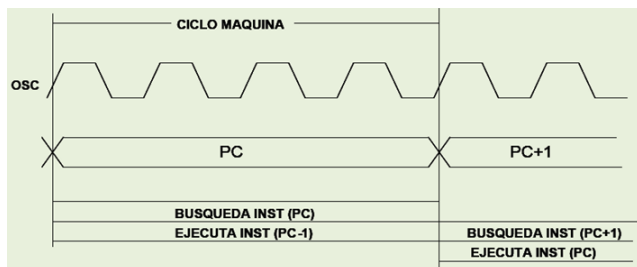 CICLO MAQUINA
OSC
PC
PC+1
BUSQUEDA INST (PC)
EJECUTA INST (PC-1)
BUSQUEDA INST (PC+1)
EJECUTA INST (PC)